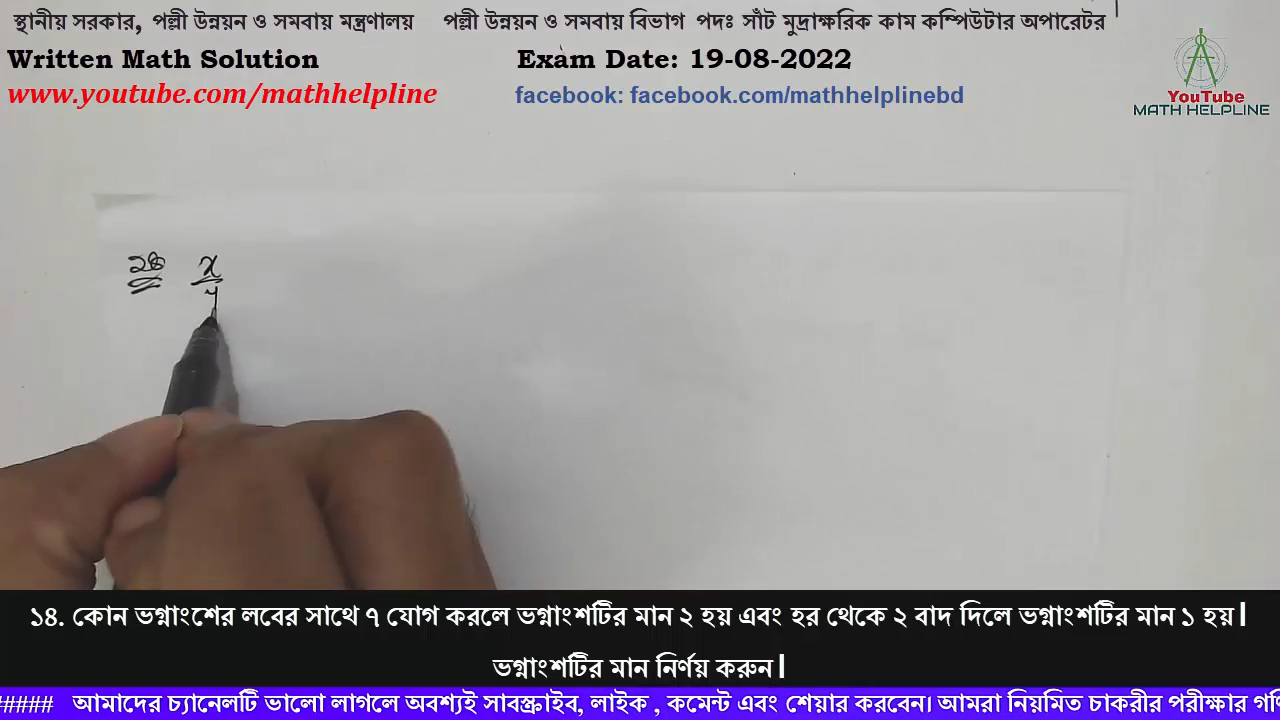 স্থানীয় সরকার, পল্লী উন্নয়ন ও সমবায় মন্ত্রণালয় পল্লী উন্নয়ন ও সমবায় বিভাগ পদঃ সাঁট মুদ্রাক্ষরিক কাম কম্পিউটার অপারেটর
Written Math Solution Exam Date: 19-08-2022
www.youtube.com/mathhelpline facebook: facebook.com/mathhelplinebd
YouTube
MATH HELPLINE
x
y
১৪. কোন ভগ্নাংশের লবের সাথে ৭ যোগ করলে ভগ্নাংশটির মান ২ হয় এবং হর থেকে ২ বাদ দিলে ভগ্নাংশটির মান ১ হয়|
ভগ্নাংশটির মান নির্ণয় করুন|
##### আমাদের চ্যানেলটি ভালো লাগলে অবশ্যই সাবস্ক্রাইব, লাইক , কমেন্ট এবং শেয়ার করবেন। আমরা নিয়মিত চাকরীর পরীক্ষার